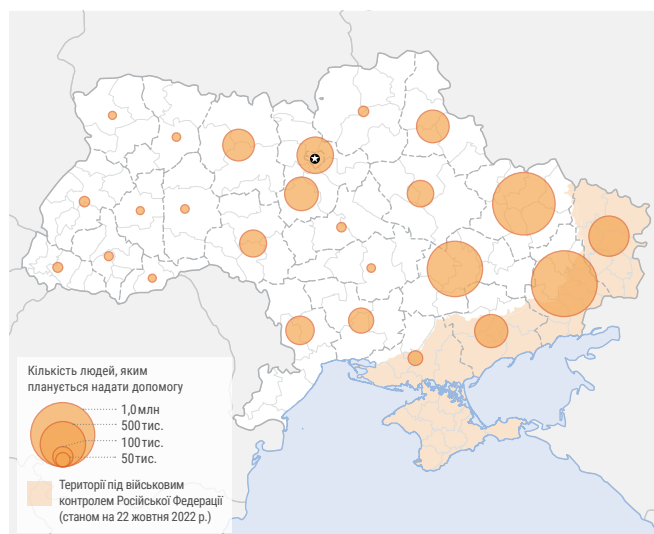 Кількість людей, яким
планується надати допомогу
1,0 млн
500 тис.
100 тис.
50 тис.
Території під військовим
контролем Російської Федерації
(станом на 22 жовтня 2022 р.)